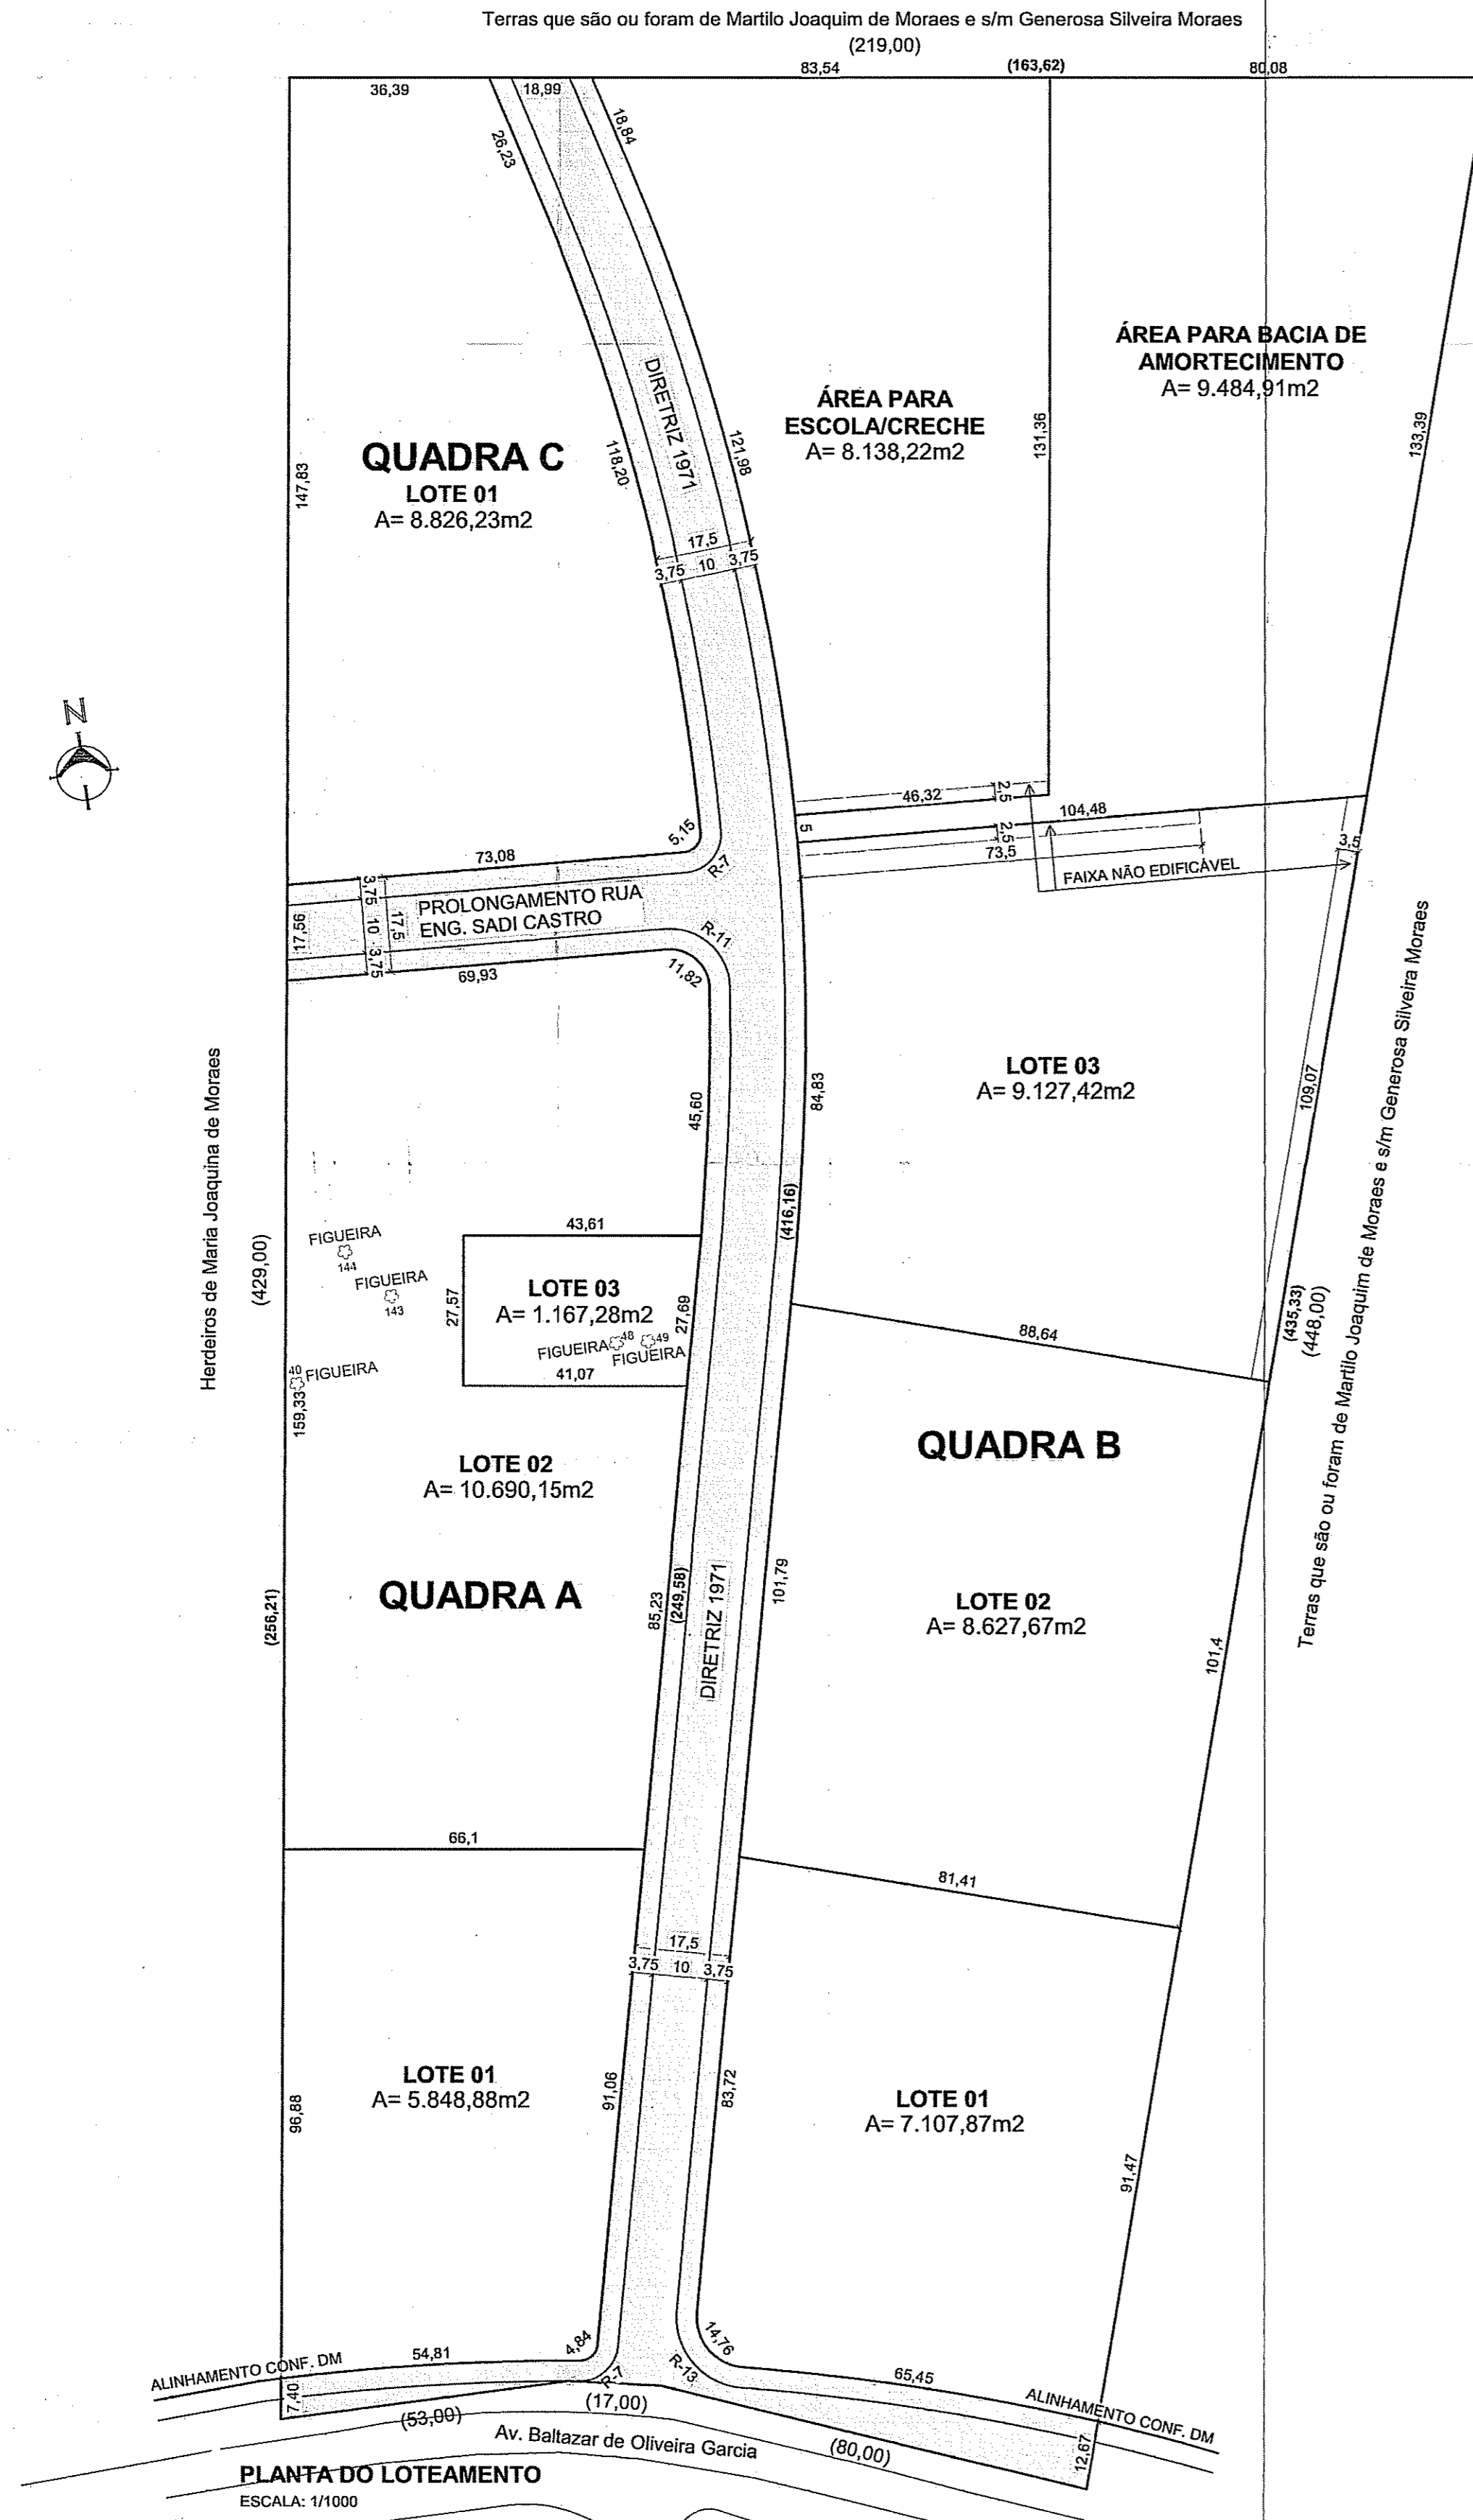 Terras que são ou foram de Martilo Joaquim de Moraes e s/m Generosa Silveira Moraes
(219,00)
83,54
(163,62)
80,08
36,39
18,99
26,23
18,84
ÁREA PARA BACIA DE
AMORTECIMENTO
A= 9.484,91m2
ÁREA PARA
ESCOLA/CRECHE
A= 8.138,22m2
131,36
133,39
QUADRA C
LOTE 01
A= 8.826,23m2
147,83
118,20
DIRETRIZ 1971
121,98
17,5
3,75 10 3,75
N
46,32
2,5
104,48
5
2,5
73,5
3,5
FAIXA NÃO EDIFICÁVEL
5,15
R-7
73,08
3,75
10
3,75
17,5
17,56
PROLONGAMENTO RUA
ENG. SADI CASTRO
R-11
69,93
11,82
LOTE 03
A= 9.127,42m2
45,60
84,83
109,07
Herdeiros de Maria Joaquina de Moraes
(429,00)
(416,16)
Terras que são ou foram de Martilo Joaquim de Moraes e s/m Generosa Silveira Moraes
FIGUEIRA
144
FIGUEIRA
143
40 FIGUEIRA
159,33
43,61
27,57
LOTE 03
A= 1.167,28m2
27,69
FIGUEIRA 48 49
FIGUEIRA
41,07
88,64
(435,33)
(448,00)
LOTE 02
A= 10.690,15m2
QUADRA B
QUADRA A
(256,21)
85,23
(249,58)
DIRETRIZ 1971
101,79
LOTE 02
A= 8.627,67m2
101,4
66,1
81,41
17,5
3,75 10 3,75
LOTE 01
A= 5.848,88m2
96,88
91,06
83,72
LOTE 01
A= 7.107,87m2
91,47
ALINHAMENTO CONF. DM
54,81
4,84
R-7
R-13
14,76
65,45
ALINHAMENTO CONF. DM
7,40
(53,00)
(17,00)
Av. Baltazar de Oliveira Garcia
(80,00)
12,67
PLANTA DO LOTEAMENTO
ESCALA: 1/1000